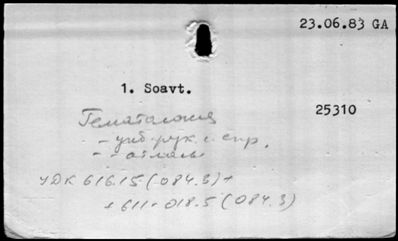 23.06.83 GA
1. Soavt.
25310
Гематология
- уч6. рук. и спр.
- атласы
УДК 616.15 (084.3) +
+ 611-018.5 (084.3)